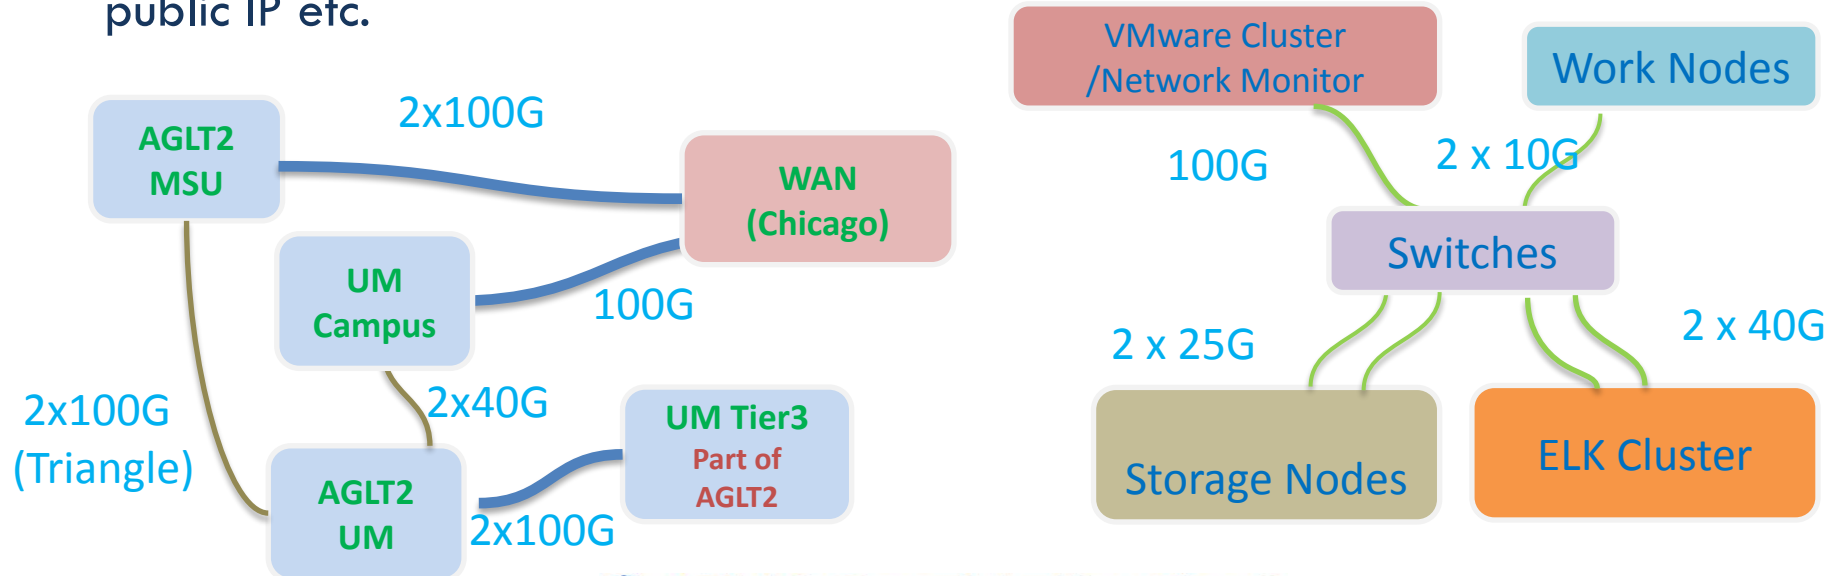 public IP etc.
2x100G
AGLT2
MSU
WAN
(Chicago)
UM
Campus
100G
2x40G
2x100G
(Triangle)
UM Tier3
Part of
AGLT2
AGLT2
UM
2x100G
VMware Cluster
/Network Monitor
Work Nodes
100G
2 x 10G
Switches
2 x 25G
2 x 40G
Storage Nodes
ELK Cluster